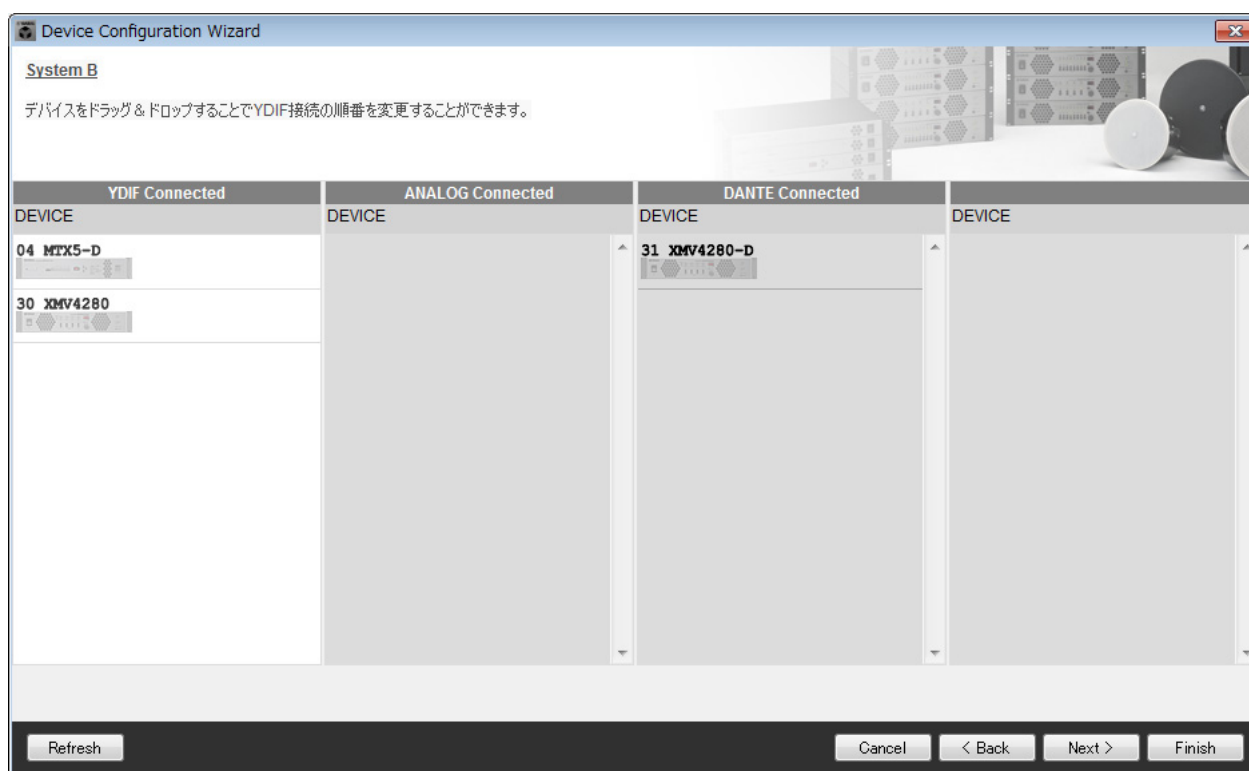 Device Configuration Wizard
System B
デバイスをドラッグ＆ドロップすることでYDIF接続の順番を変更することができます。
YDIF Connected ANALOG Connected DANTE Connected
DEVICE DEVICE DEVICE DEVICE
04 MTX5-D 31 XMV4280-D
30 XMV4280
Refresh Cancel < Back Next > Finish